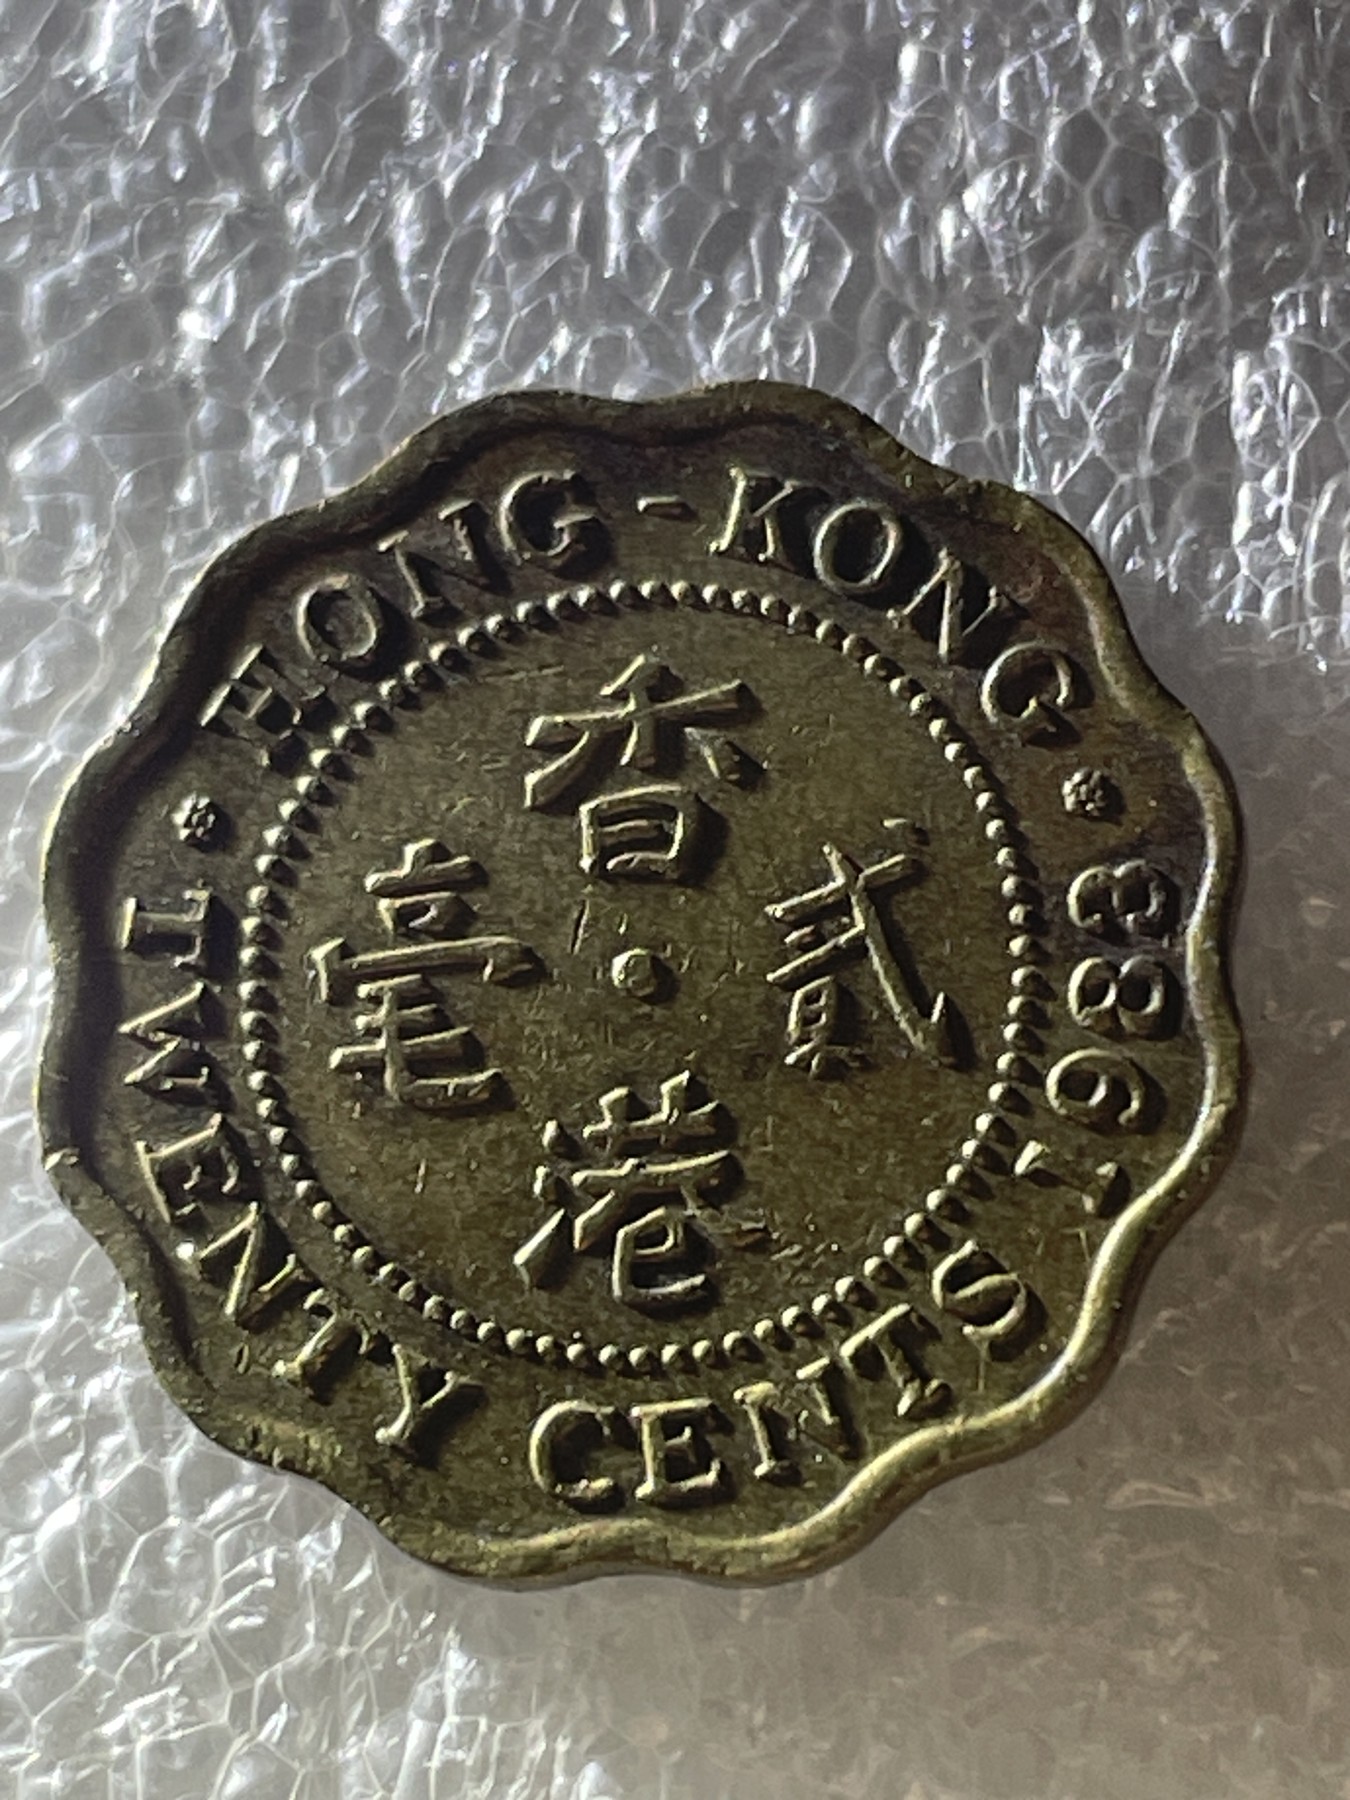 HONG-KONG
TWENTY CENTS 1983
香港
貳毫